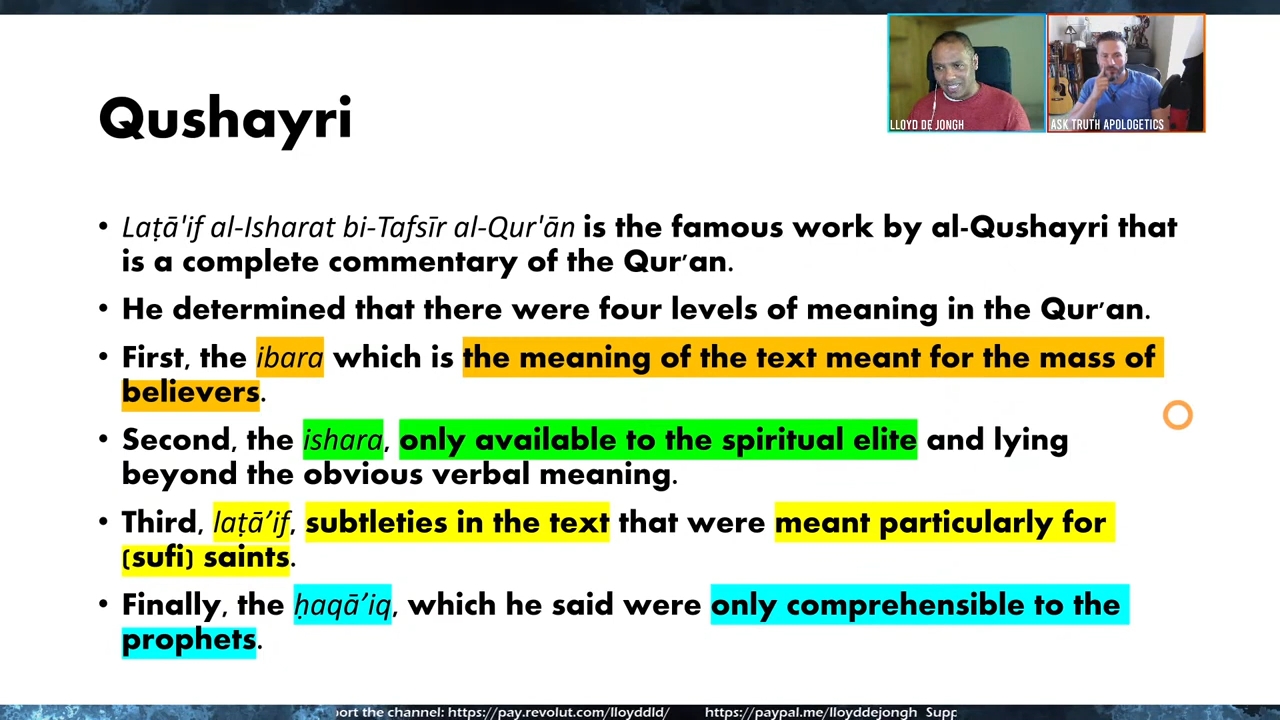 LLOYD DE JONGH
ASK TRUTH APOLOGETICS
Qushayri
• Laṭā'if al-Isharat bi-Tafsīr al-Qur'ān is the famous work by al-Qushayri that
is a complete commentary of the Qur'an.
• He determined that there were four levels of meaning in the Qur'an.
• First, the ibara which is the meaning of the text meant for the mass of
believers.
• Second, the ishara, only available to the spiritual elite and lying
beyond the obvious verbal meaning.
• Third, laṭā’if, subtleties in the text that were meant particularly for
(sufi) saints.
• Finally, the ḥaqā’iq, which he said were only comprehensible to the
prophets.
port the channel: https://pay.revolut.com/lloyddld/ https://paypal.me/lloyddejongh Supp